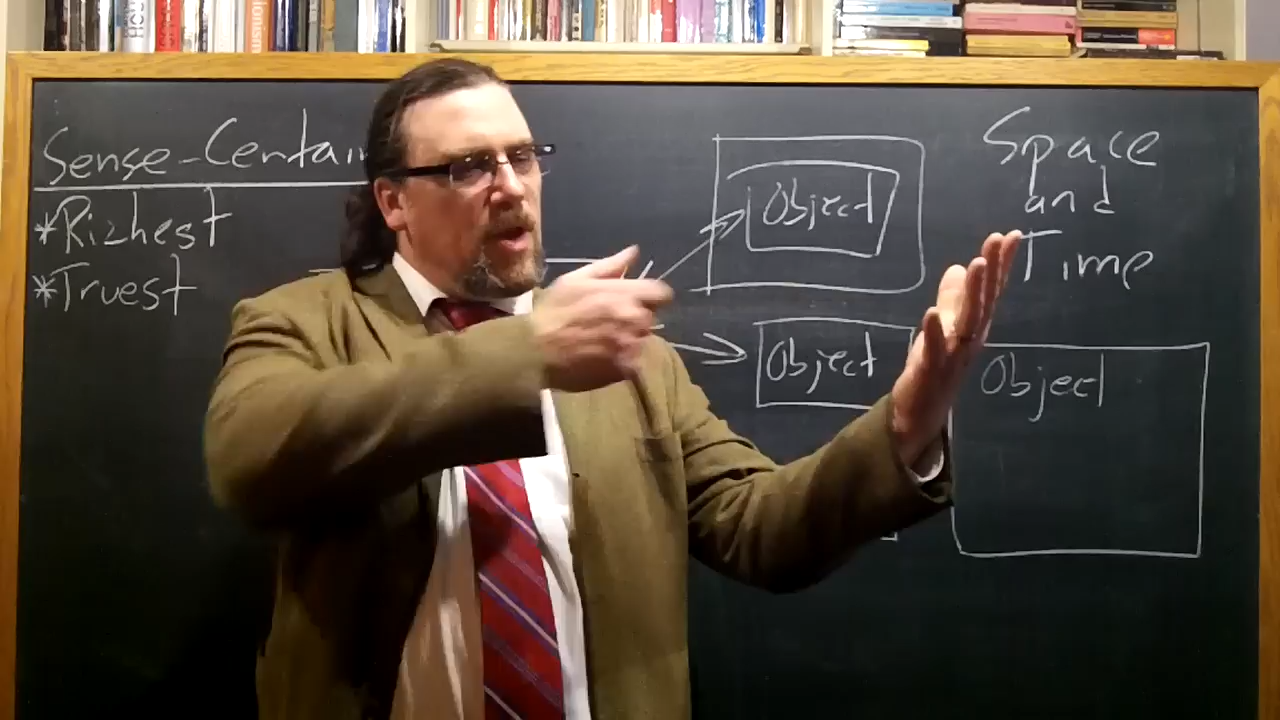 Sense-Certain
*Richest
*Truest
Object
Object
Space
and
Time
Object